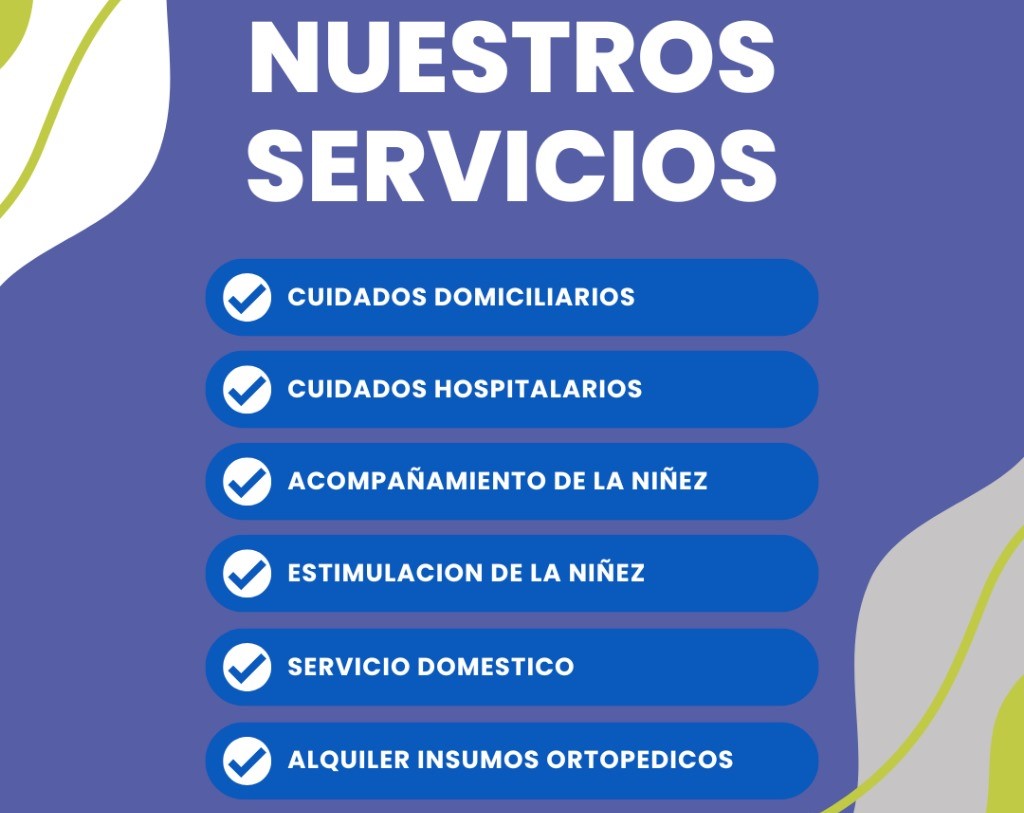 NUESTROS
SERVICIOS
CUIDADOS DOMICILIARIOS
CUIDADOS HOSPITALARIOS
ACOMPAÑAMIENTO DE LA NIÑEZ
ESTIMULACION DE LA NIÑEZ
SERVICIO DOMESTICO
ALQUILER INSUMOS ORTOPEDICOS